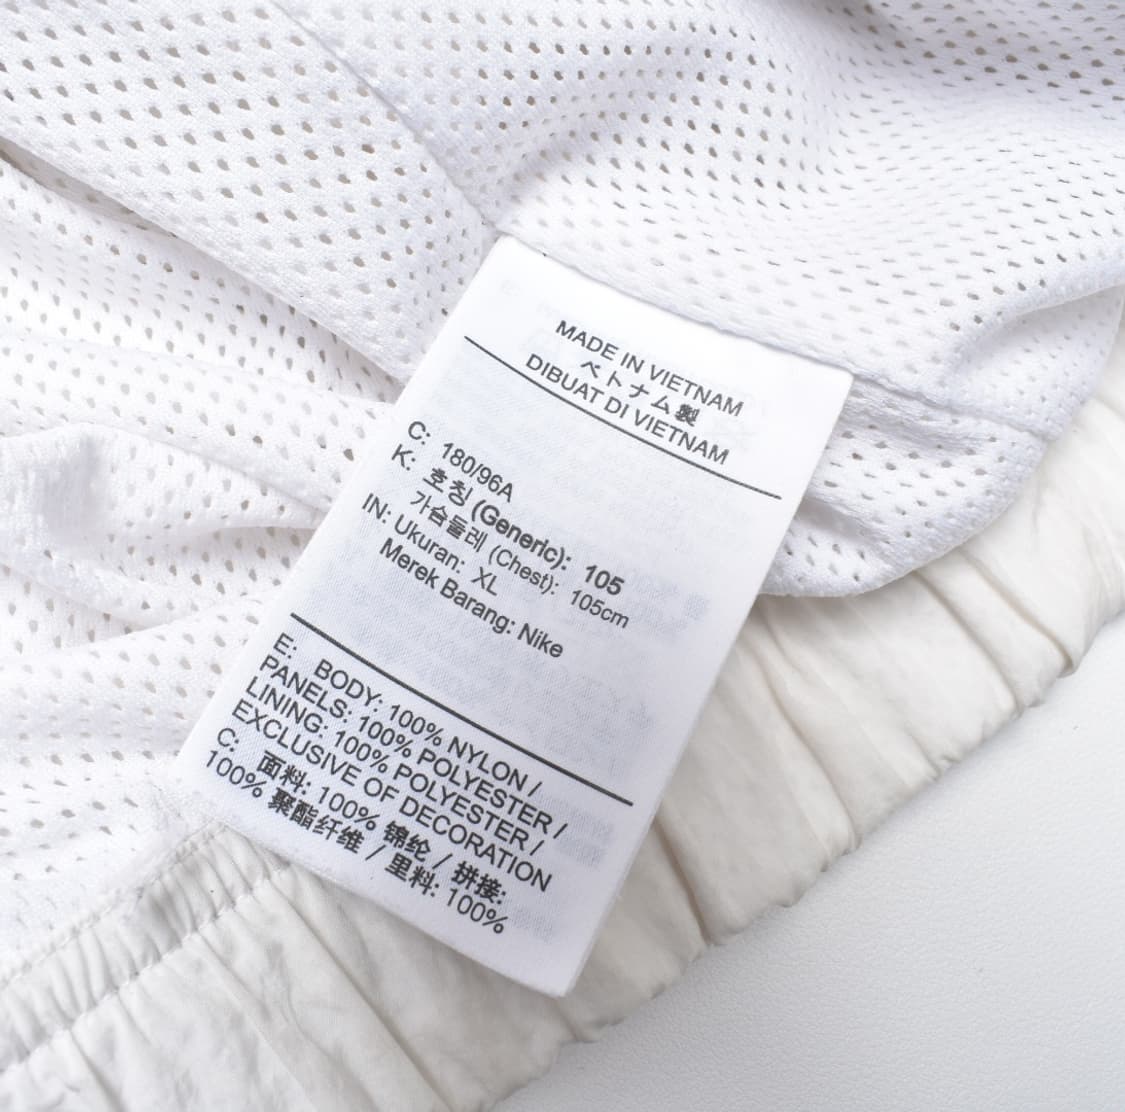 MADE IN VIETNAM
ベトナム製
DIBUAT DI VIETNAM
C: 180/96A
K: 호칭 (Generic): 105
가슴둘레 (Chest): 105cm
IN: Ukuran: XL
Merek Barang: Nike
E: BODY: 100% NYLON /
PANELS: 100% POLYESTER /
LINING: 100% POLYESTER /
EXCLUSIVE OF DECORATION
C: 面料: 100% 锦纶 / 拼接:
100% 聚酯纤维 / 里料: 100%